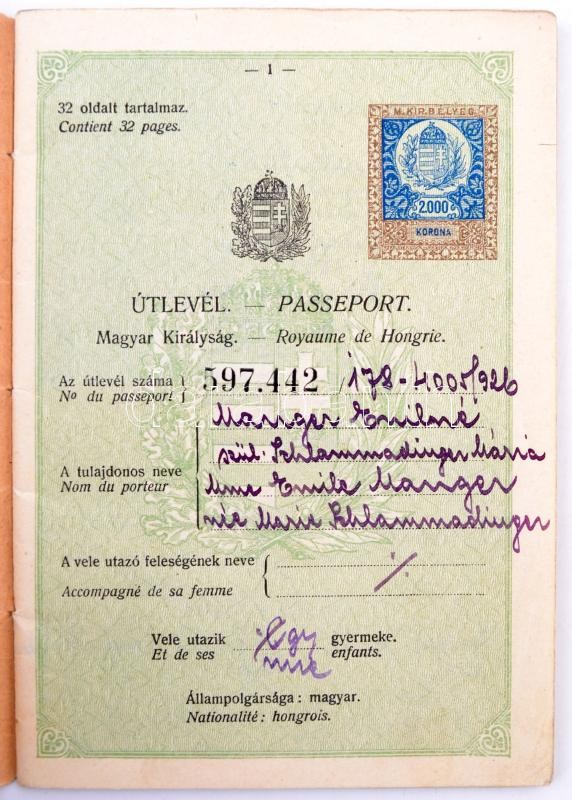 — 1 —
32 oldalt tartalmaz.
Contient 32 pages.
M. KIR. BÉLYEG.
2.000
KORONA
ÚTLEVÉL. — PASSEPORT.
Magyar Királyság. — Royaume de Hongrie.
Az útlevél száma
No du passeport
597.442 178-4005/926
Manger Emilné
szül. Schlammadinger Mária
A tulajdonos neve
Nom du porteur
Mme Emile Manger
née Marie Schlammadinger
A vele utazó feleségének neve
Accompagné de sa femme
·/.
Vele utazik Egy gyermeke.
Et de ses une enfants.
Állampolgársága : magyar.
Nationalité : hongrois.